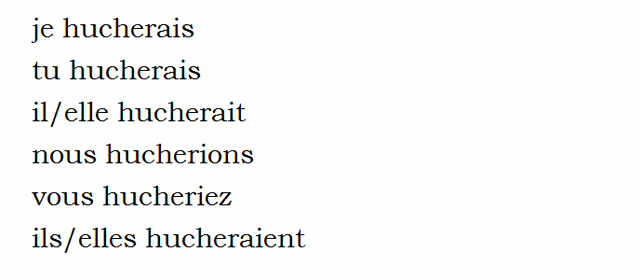 je hucherais
tu hucherais
il/elle hucherait
nous hucherions
vous hucheriez
ils/elles hucheraient